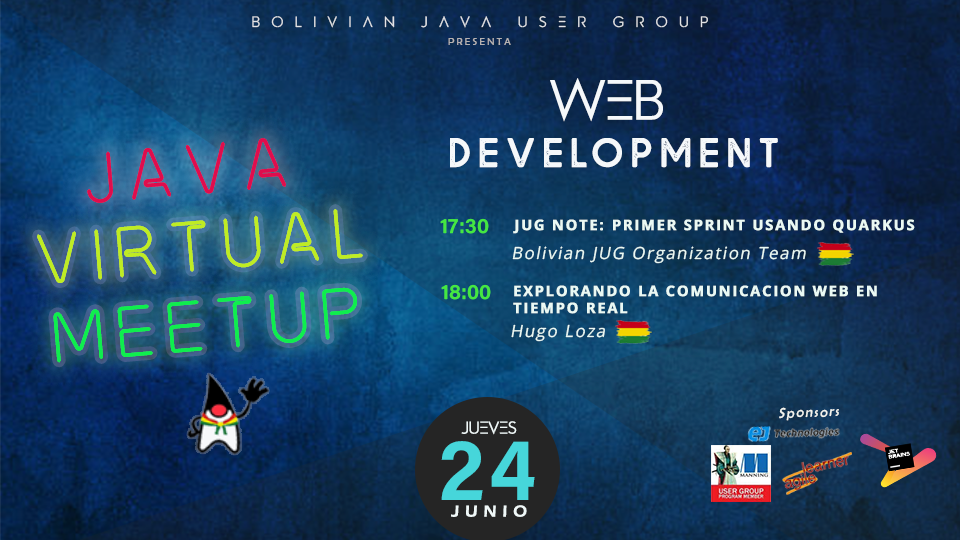 BOLIVIAN JAVA USER GROUP
PRESENTA
WEB
DEVELOPMENT
JAVA
VIRTUAL
MEETUP
17:30 JUG NOTE: PRIMER SPRINT USANDO QUARKUS
Bolivian JUG Organization Team
18:00 EXPLORANDO LA COMUNICACION WEB EN
TIEMPO REAL
Hugo Loza
JUEVES
24
JUNIO
Sponsors
ej Technologies
MANNING
USER GROUP
PROGRAM MEMBER
learner
agile
JET
BRAINS